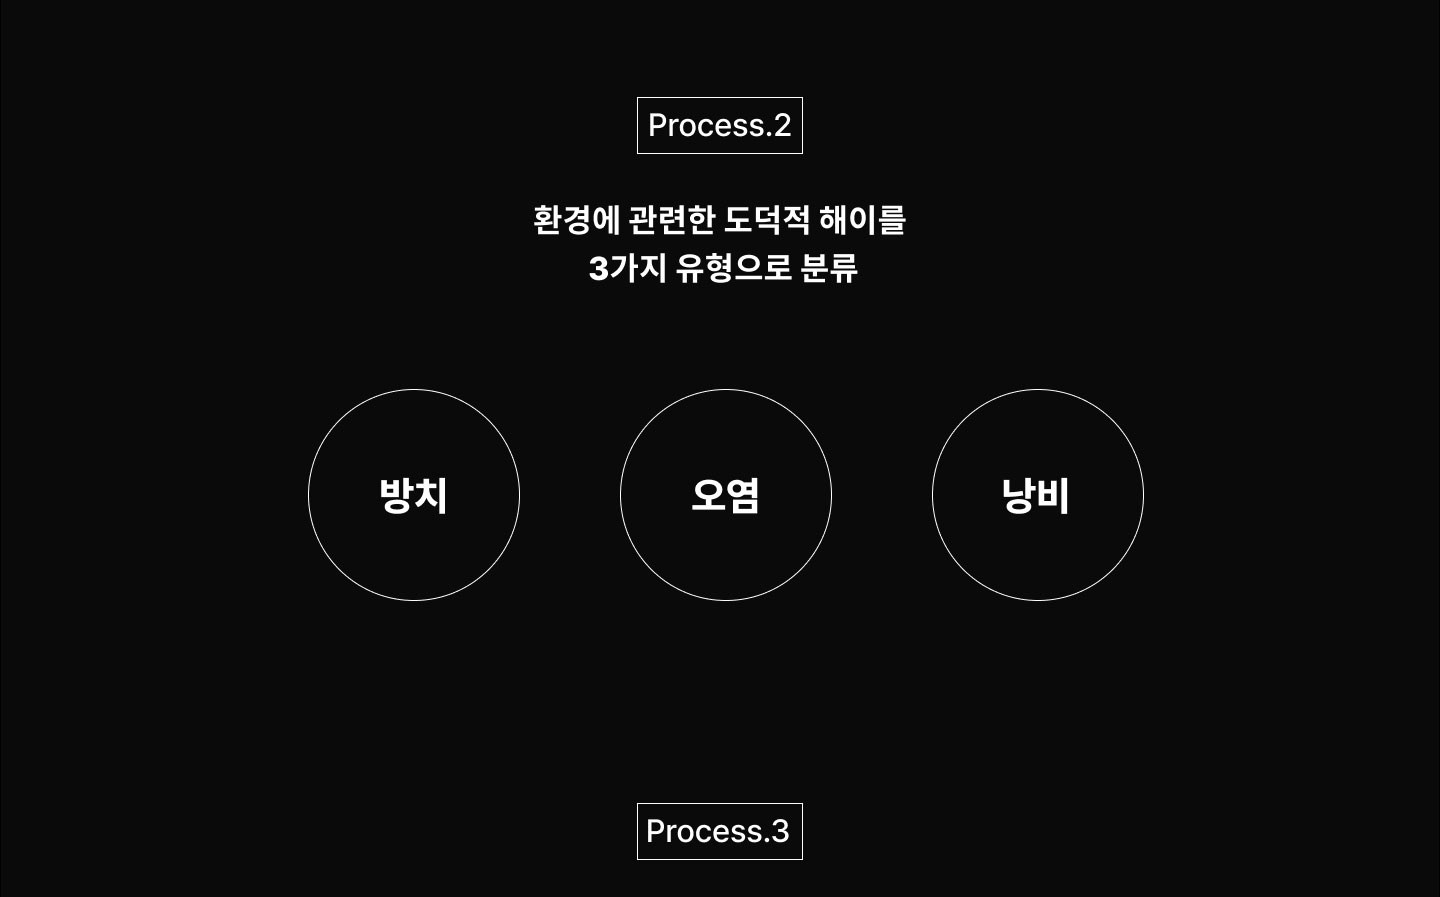 Process.2
환경에 관련한 도덕적 해이를
3가지 유형으로 분류
방치
오염
낭비
Process.3